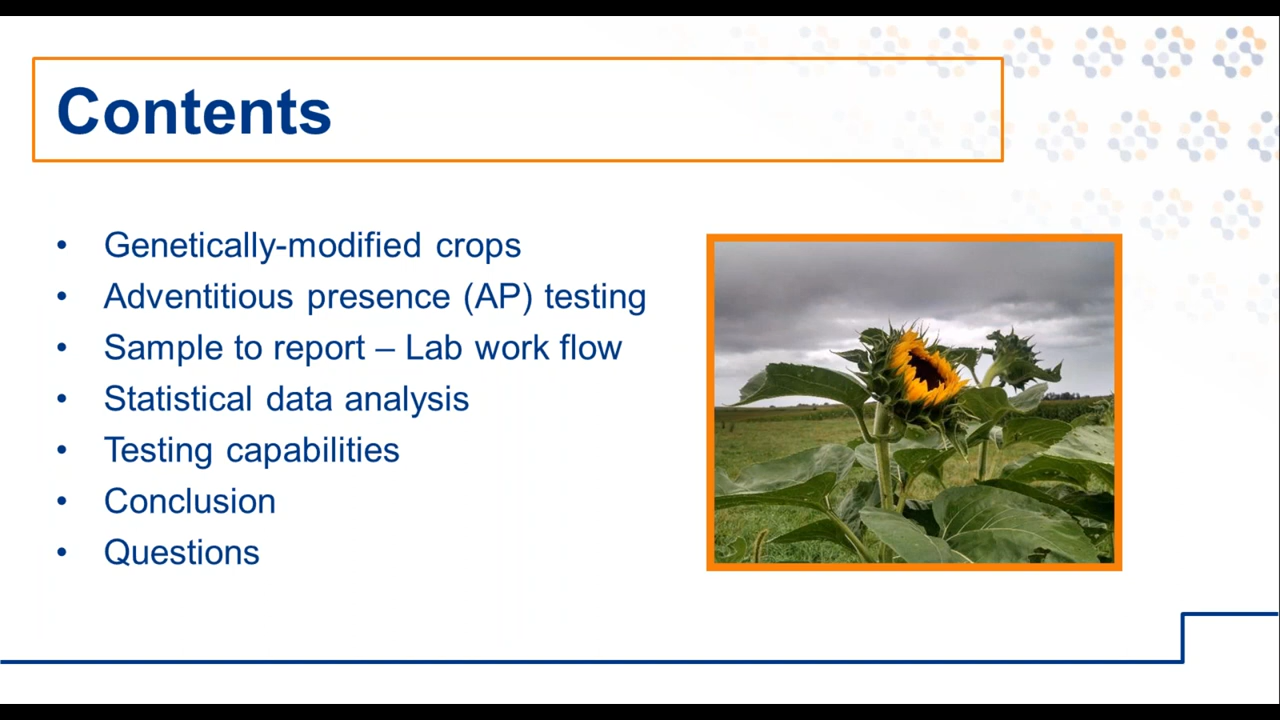 Contents
• Genetically-modified crops
• Adventitious presence (AP) testing
• Sample to report – Lab work flow
• Statistical data analysis
• Testing capabilities
• Conclusion
• Questions